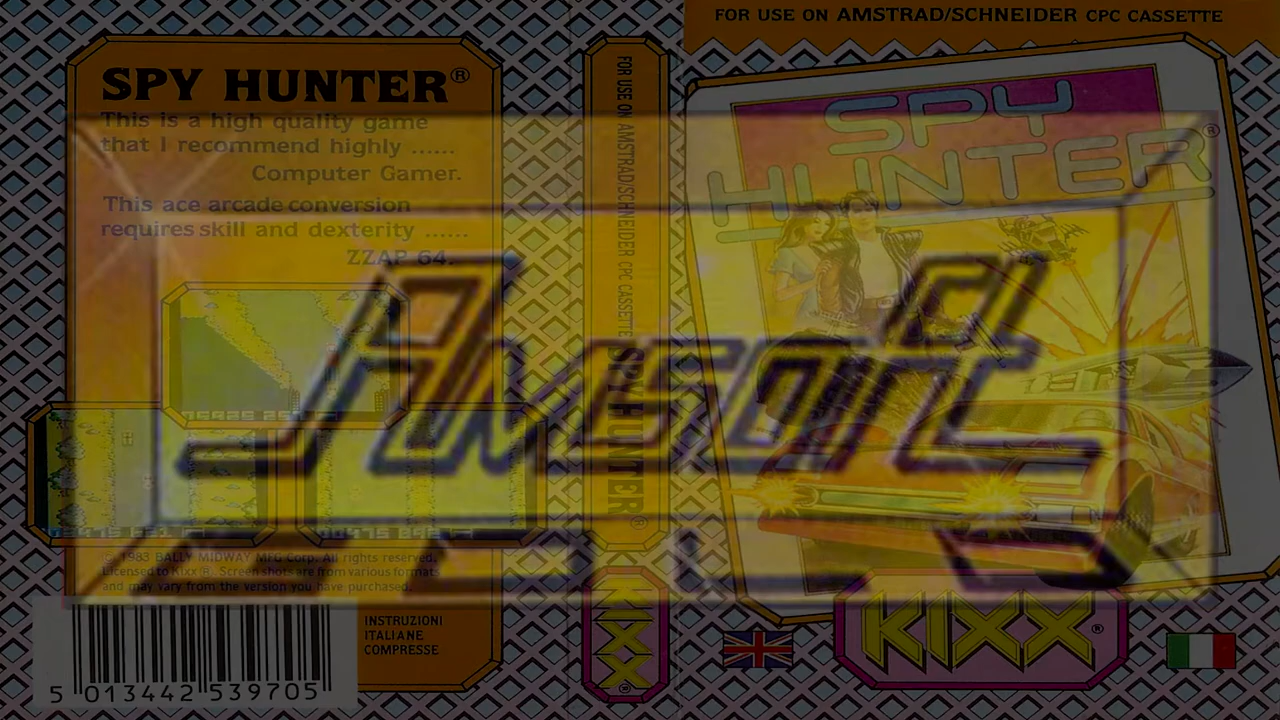 SPY HUNTER®
This is a high quality game
that I recommend highly ......
Computer Gamer.
This ace arcade conversion
requires skill and dexterity ......
ZZAP 64.
© 1983 BALLY MIDWAY MFG Corp. All rights reserved.
Licensed to Kixx ®. Screen shots are from various formats
and may vary from the version you have purchased.
INSTRUZIONI
ITALIANE
COMPRESSE
5 013442 539705
FOR USE ON AMSTRAD/SCHNEIDER CPC CASSETTE
SPY HUNTER®
KIXX®
FOR USE ON AMSTRAD/SCHNEIDER CPC CASSETTE
SPY
HUNTER®
KIXX®
AMSOFT